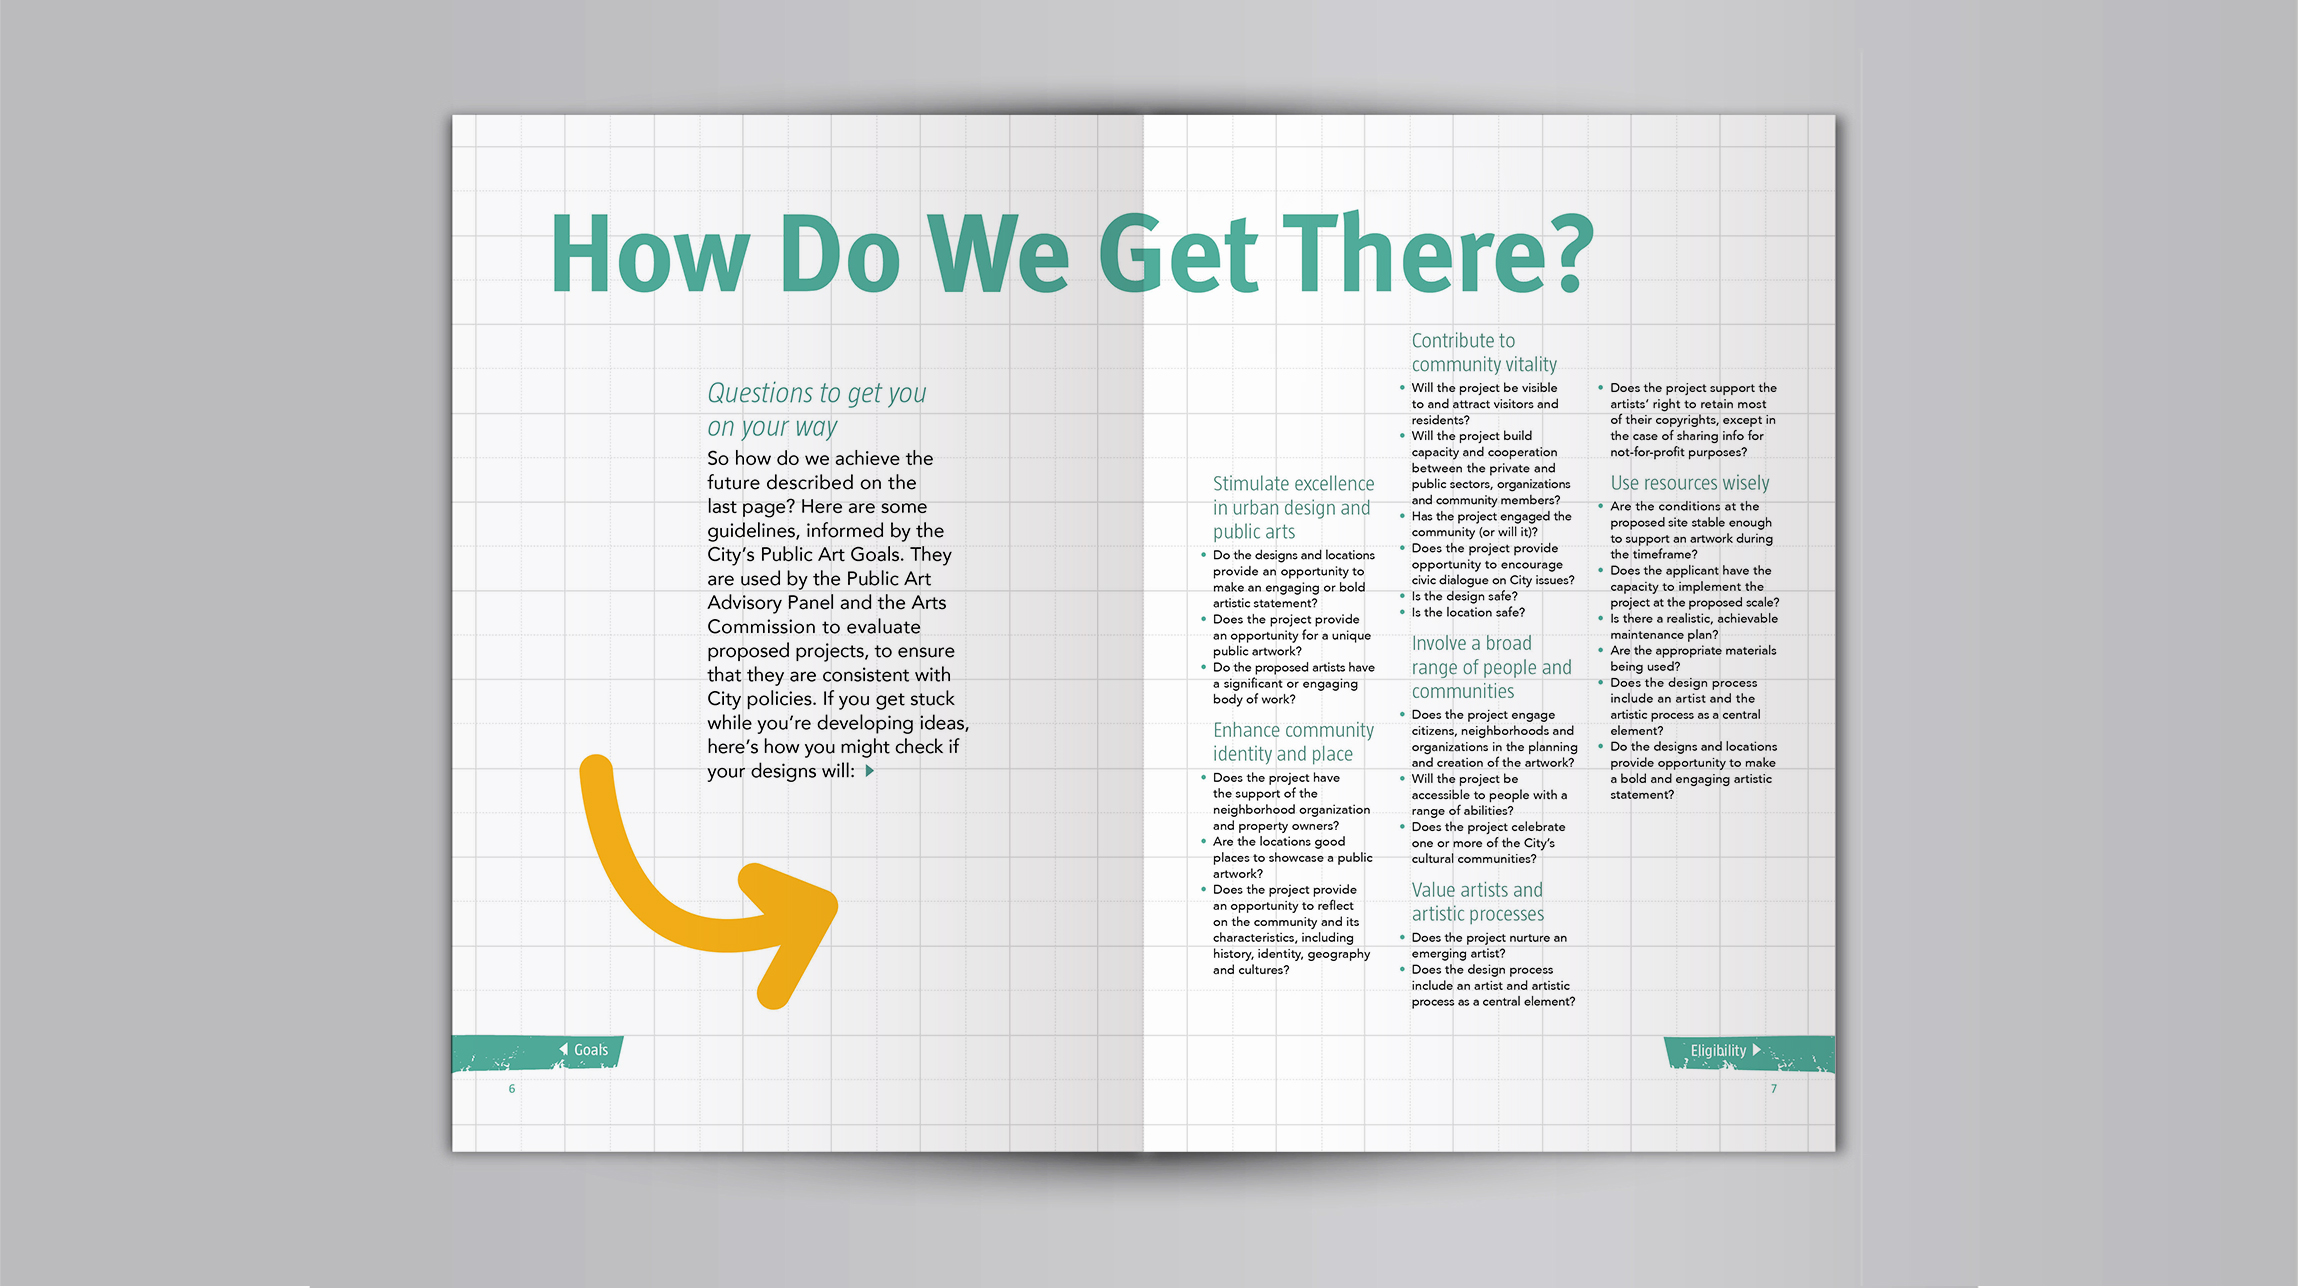 How Do We Get There?
Questions to get you
on your way
So how do we achieve the
future described on the
last page? Here are some
guidelines, informed by the
City's Public Art Goals. They
are used by the Public Art
Advisory Panel and the Arts
Commission to evaluate
proposed projects, to ensure
that they are consistent with
City policies. If you get stuck
while you're developing ideas,
here's how you might check if
your designs will:
◀ Goals
6
Stimulate excellence
in urban design and
public arts
• Do the designs and locations
provide an opportunity to
make an engaging or bold
artistic statement?
• Does the project provide
an opportunity for a unique
public artwork?
• Do the proposed artists have
a significant or engaging
body of work?
Enhance community
identity and place
• Does the project have
the support of the
neighborhood organization
and property owners?
• Are the locations good
places to showcase a public
artwork?
• Does the project provide
an opportunity to reflect
on the community and its
characteristics, including
history, identity, geography
and cultures?
Contribute to
community vitality
• Will the project be visible
to and attract visitors and
residents?
• Will the project build
capacity and cooperation
between the private and
public sectors, organizations
and community members?
• Has the project engaged the
community (or will it)?
• Does the project provide
opportunity to encourage
civic dialogue on City issues?
• Is the design safe?
• Is the location safe?
Involve a broad
range of people and
communities
• Does the project engage
citizens, neighborhoods and
organizations in the planning
and creation of the artwork?
• Will the project be
accessible to people with a
range of abilities?
• Does the project celebrate
one or more of the City's
cultural communities?
Value artists and
artistic processes
• Does the project nurture an
emerging artist?
• Does the design process
include an artist and artistic
process as a central element?
• Does the project support the
artists' right to retain most
of their copyrights, except in
the case of sharing info for
not-for-profit purposes?
Use resources wisely
• Are the conditions at the
proposed site stable enough
to support an artwork during
the timeframe?
• Does the applicant have the
capacity to implement the
project at the proposed scale?
• Is there a realistic, achievable
maintenance plan?
• Are the appropriate materials
being used?
• Does the design process
include an artist and the
artistic process as a central
element?
• Do the designs and locations
provide opportunity to make
a bold and engaging artistic
statement?
Eligibility ▶
7